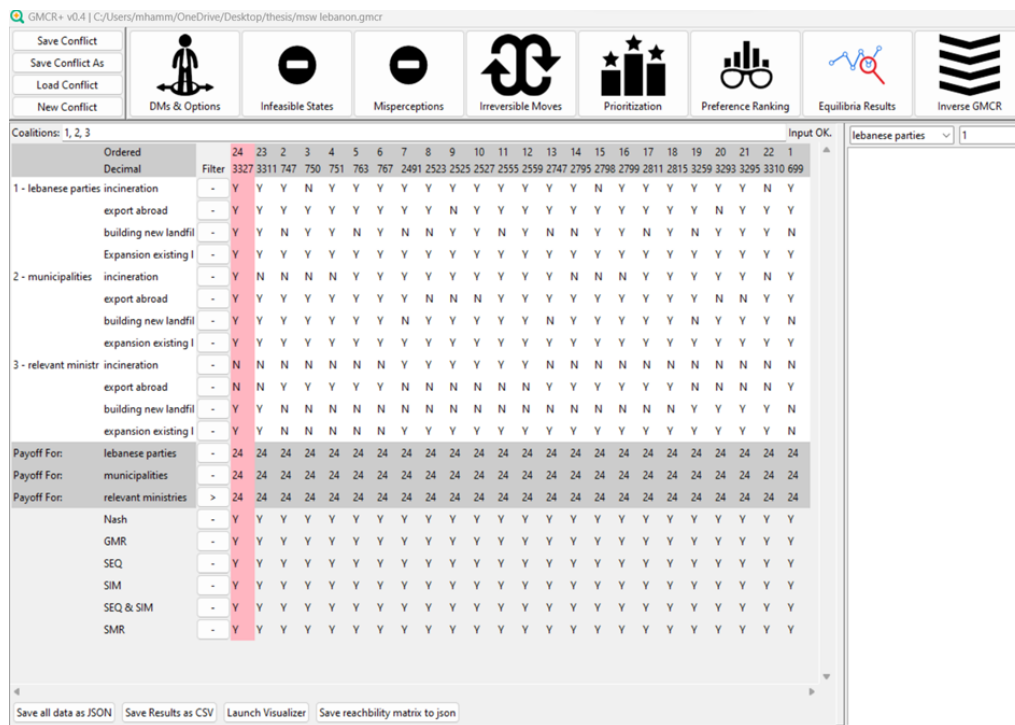 GMCR+ v0.4 | C:/Users/mhamm/OneDrive/Desktop/thesis/msw lebanon.gmcr
Save Conflict
Save Conflict As
Load Conflict
New Conflict
DMs & Options
Infeasible States
Misperceptions
Irreversible Moves
Prioritization
Preference Ranking
Equilibria Results
Inverse GMCR
Coalitions: 1, 2, 3 Input OK.
lebanese parties 1
Ordered 24 23 2 3 4 5 6 7 8 9 10 11 12 13 14 15 16 17 18 19 20 21 22 1
Decimal Filter 3327 3311 747 750 751 763 767 2491 2523 2525 2527 2555 2559 2747 2795 2798 2799 2811 2815 3259 3293 3295 3310 699
1 - lebanese parties incineration - Y Y Y N Y Y Y Y Y Y Y Y Y Y Y N Y Y Y Y Y Y N Y
export abroad - Y Y Y Y Y Y Y Y Y N Y Y Y Y Y Y Y Y Y Y N Y Y Y
building new landfil - Y Y N Y Y N Y N N Y Y N Y N N Y Y N Y N Y Y Y N
Expansion existing l - Y Y Y Y Y Y Y Y Y Y Y Y Y Y Y Y Y Y Y Y Y Y Y Y
2 - municipalities incineration - Y N N N N Y Y Y Y Y Y Y Y Y N N N Y Y Y Y Y Y Y
export abroad - Y Y Y Y Y Y Y Y N N N Y Y Y Y Y Y Y Y Y N N Y Y
building new landfil - Y Y Y Y Y Y Y N Y Y Y Y Y N Y Y Y Y Y N Y Y Y N
expansion existing l - Y Y Y Y Y Y Y Y Y Y Y Y Y Y Y Y Y Y Y Y Y Y Y Y
3 - relevant ministr incineration - N N N N N N N Y Y Y Y Y Y N N N N N N N N N N Y
export abroad - N N Y Y Y Y Y N N N N N N Y Y Y Y Y Y N N N N Y
building new landfil - Y Y N N N N N N N N N N N N N N N N N Y Y Y Y N
expansion existing l - Y Y N N N N N Y Y Y Y Y Y Y Y Y Y Y Y Y Y Y Y N
Payoff For: lebanese parties - 24 24 24 24 24 24 24 24 24 24 24 24 24 24 24 24 24 24 24 24 24 24 24 24
Payoff For: municipalities - 24 24 24 24 24 24 24 24 24 24 24 24 24 24 24 24 24 24 24 24 24 24 24 24
Payoff For: relevant ministries > 24 24 24 24 24 24 24 24 24 24 24 24 24 24 24 24 24 24 24 24 24 24 24 24
Nash - Y Y Y Y Y Y Y Y Y Y Y Y Y Y Y Y Y Y Y Y Y Y Y Y
GMR - Y Y Y Y Y Y Y Y Y Y Y Y Y Y Y Y Y Y Y Y Y Y Y Y
SEQ - Y Y Y Y Y Y Y Y Y Y Y Y Y Y Y Y Y Y Y Y Y Y Y Y
SIM - Y Y Y Y Y Y Y Y Y Y Y Y Y Y Y Y Y Y Y Y Y Y Y Y
SEQ & SIM - Y Y Y Y Y Y Y Y Y Y Y Y Y Y Y Y Y Y Y Y Y Y Y Y
SMR - Y Y Y Y Y Y Y Y Y Y Y Y Y Y Y Y Y Y Y Y Y Y Y Y
Save all data as JSON Save Results as CSV Launch Visualizer Save reachbility matrix to json